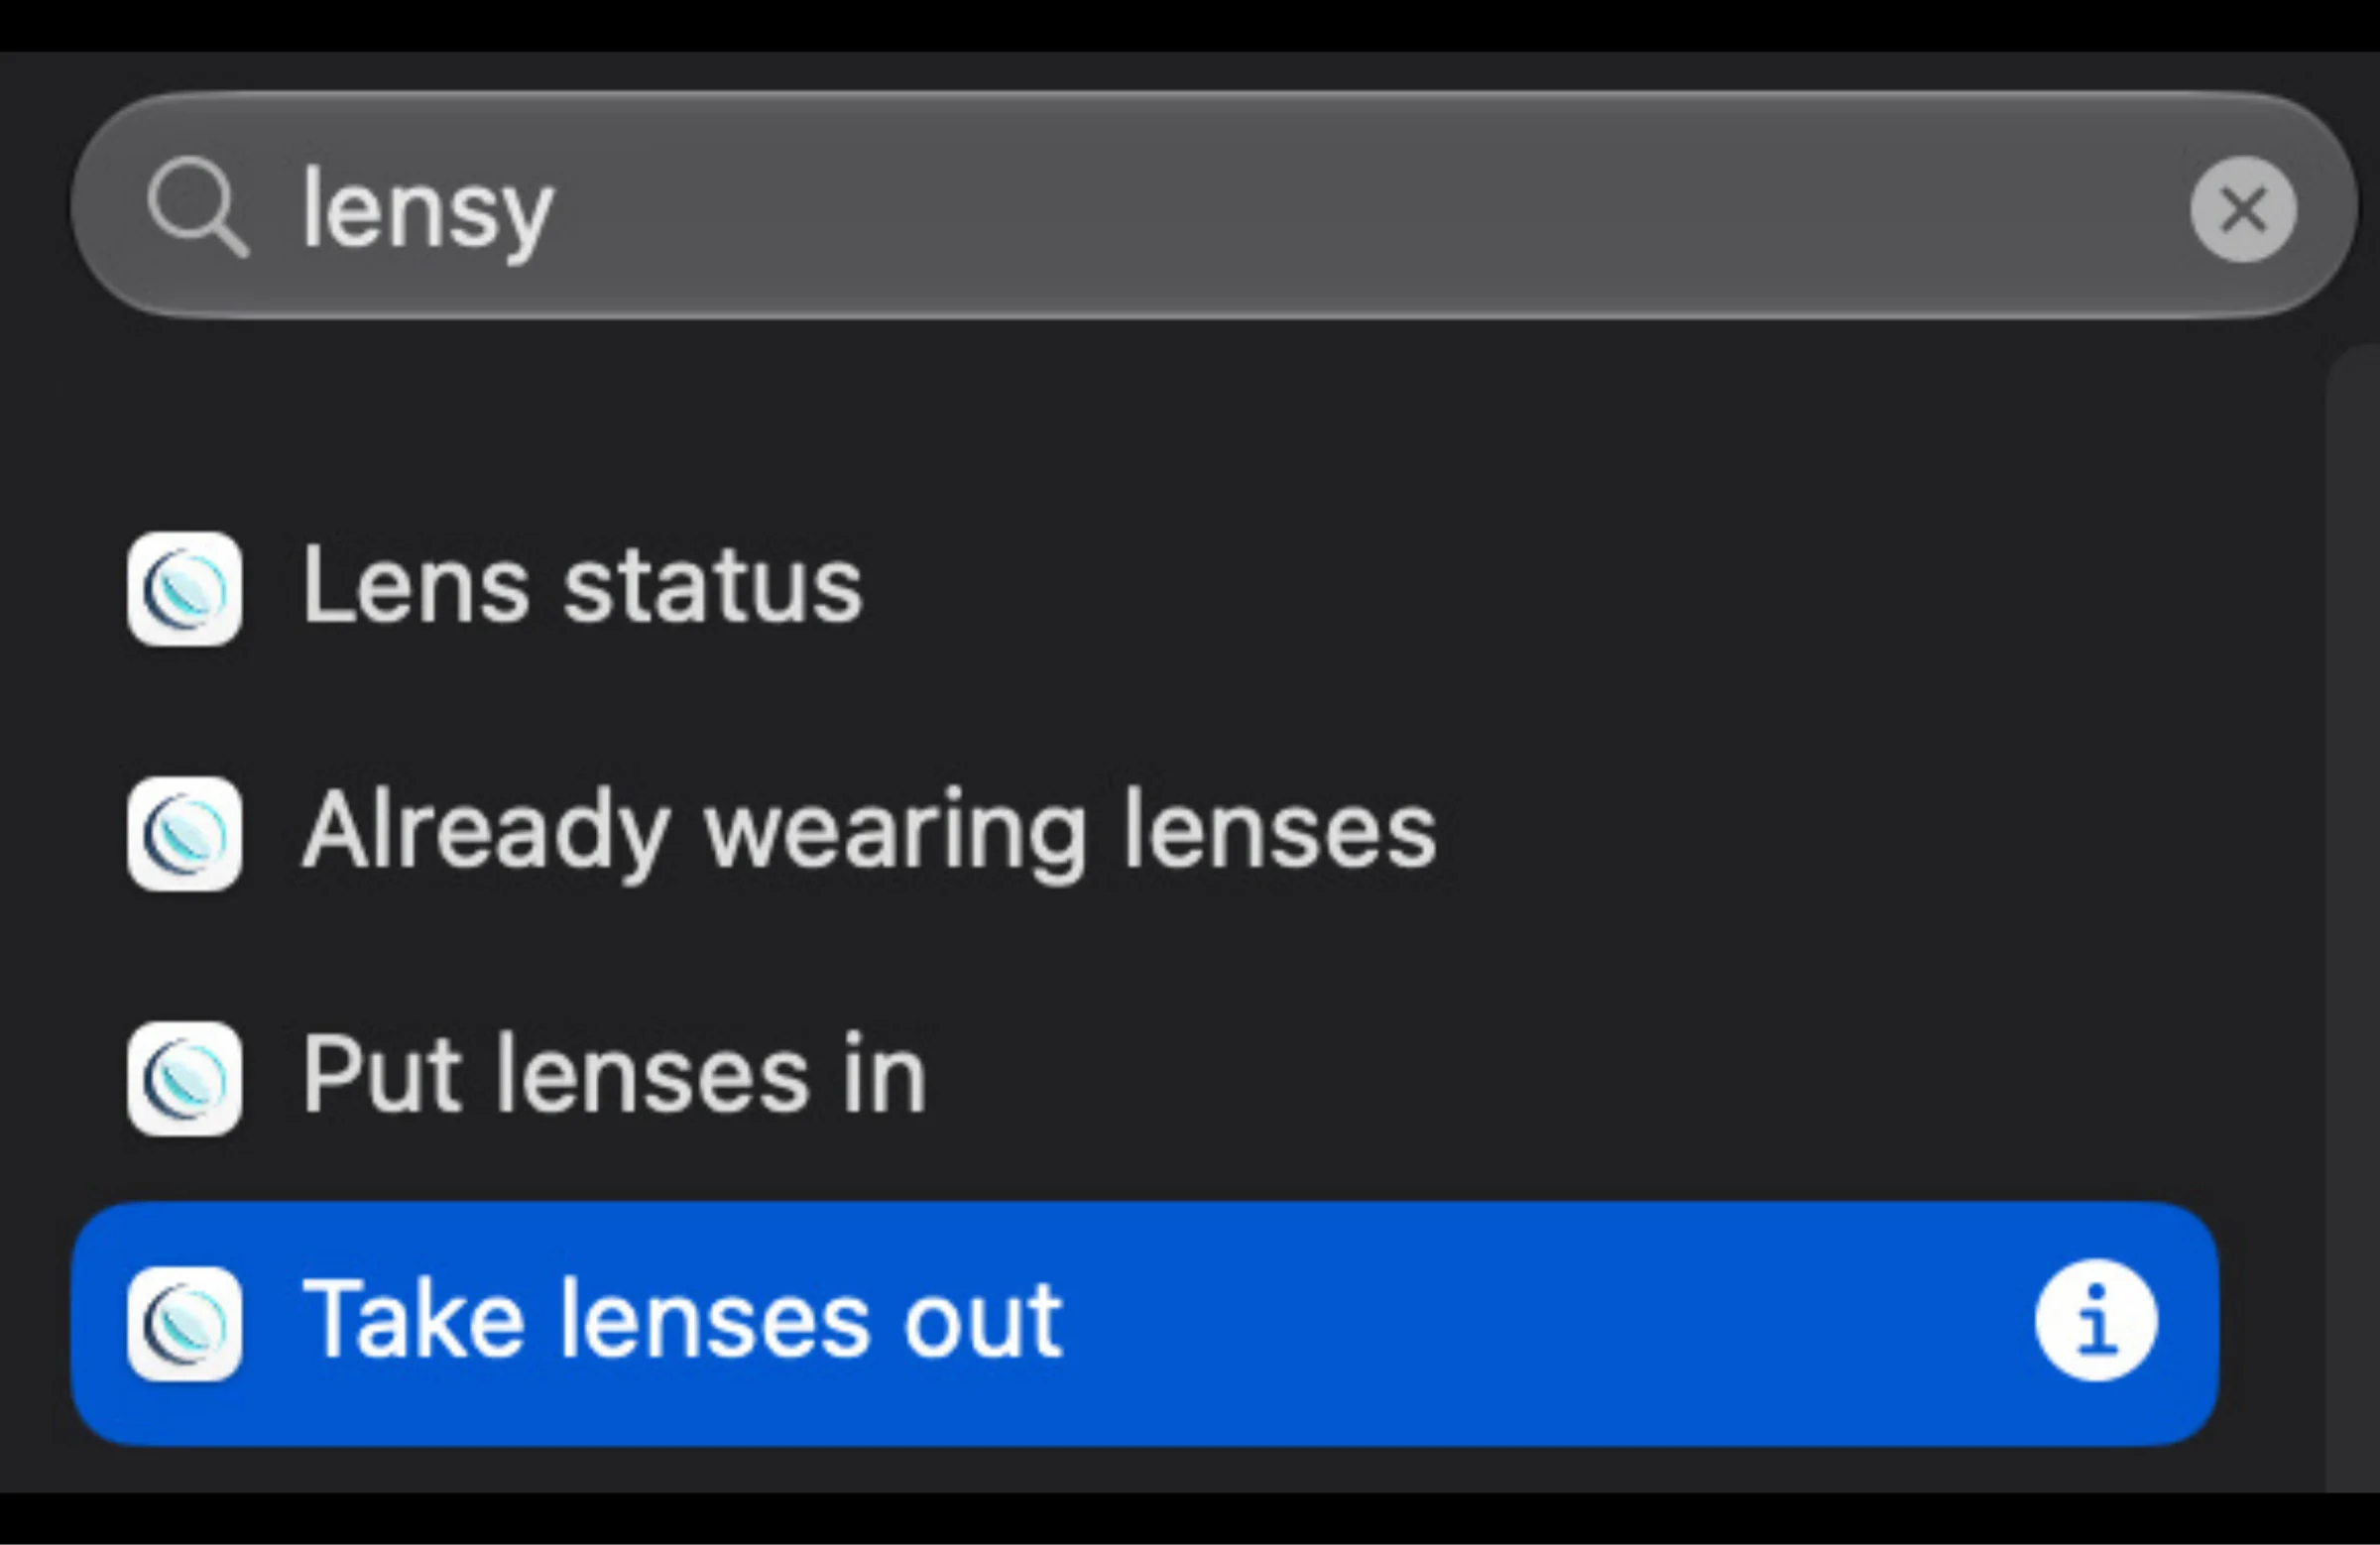 lensy
Lens status
Already wearing lenses
Put lenses in
Take lenses out